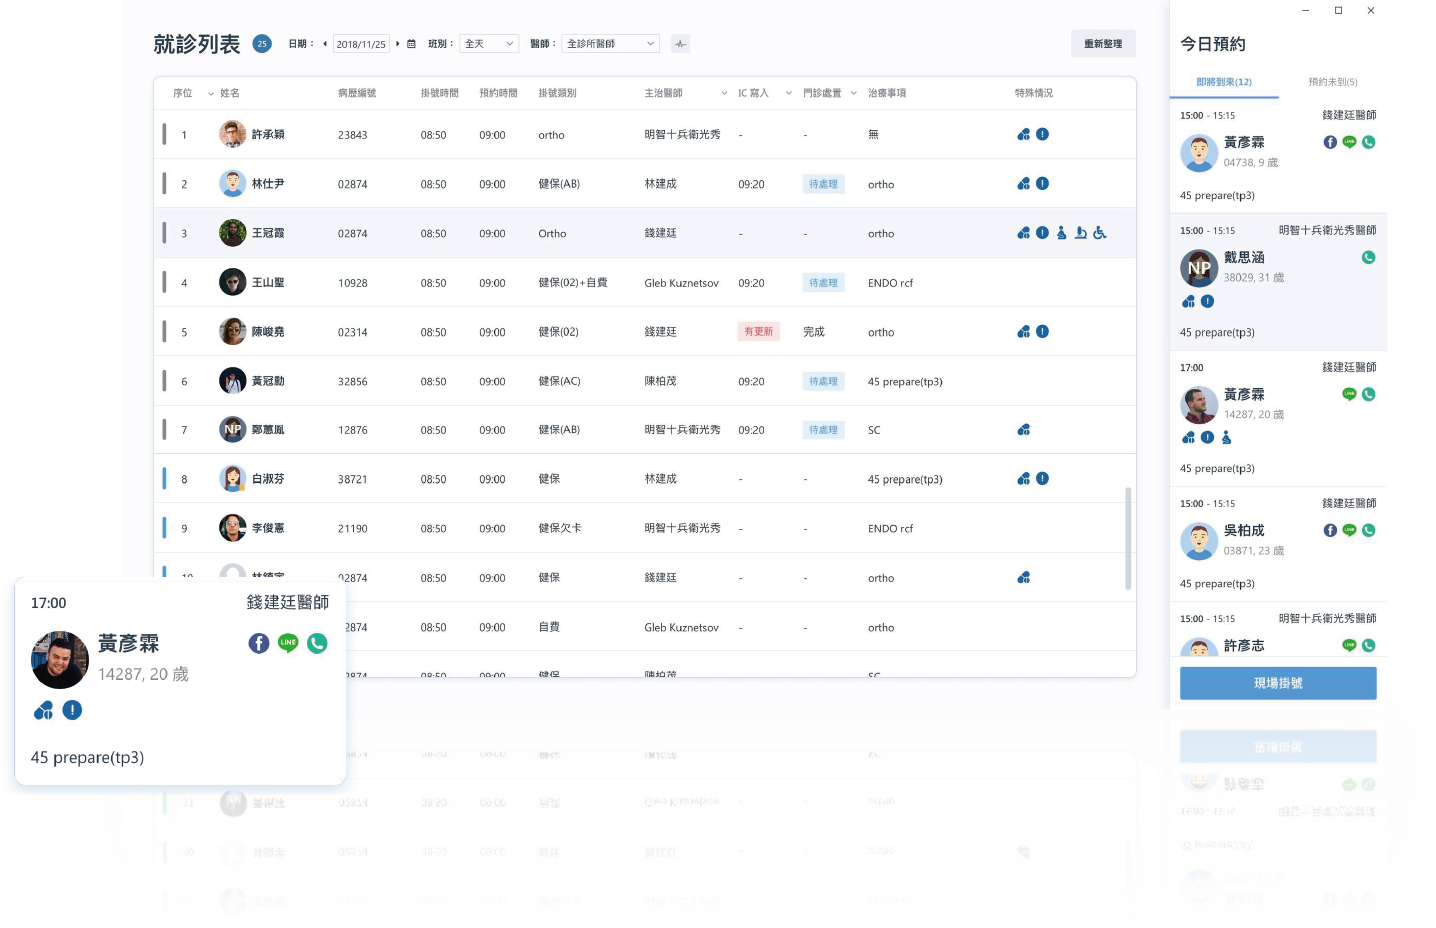 就診列表 25 日期： 2018/11/25 班別： 全天 醫師： 全診所醫師 重新整理
序位 姓名 病歷編號 掛號時間 預約時間 掛號類別 主治醫師 IC 寫入 門診處置 治療事項 特殊情況
1 許承穎 23843 08:50 09:00 ortho 明智十兵衛光秀 - - 無
2 林仕尹 02874 08:50 09:00 健保(AB) 林建成 09:20 待處理 ortho
3 王冠霞 02874 08:50 09:00 Ortho 錢建廷 - - ortho
4 王山聖 10928 08:50 09:00 健保(02)+自費 Gleb Kuznetsov 09:20 待處理 ENDO rcf
5 陳峻堯 02314 08:50 09:00 健保(02) 錢建廷 有更新 完成 ortho
6 黃冠勳 32856 08:50 09:00 健保(AC) 陳柏茂 09:20 待處理 45 prepare(tp3)
7 NP 鄭蕙胤 12876 08:50 09:00 健保(AB) 明智十兵衛光秀 09:20 待處理 SC
8 白淑芬 38721 08:50 09:00 健保 林建成 - - 45 prepare(tp3)
9 李俊憲 21190 08:50 09:00 健保欠卡 明智十兵衛光秀 - - ENDO rcf
10 02874 08:50 09:00 健保 錢建廷 - - ortho
2874 08:50 09:00 自費 Gleb Kuznetsov - - ortho
2874 08:50 09:00 健保 陳柏茂 - - SC
17:00 錢建廷醫師
黃彥霖
LINE
14287, 20 歲
45 prepare(tp3)
今日預約
即將到來(12) 預約未到(5)
15:00 - 15:15 錢建廷醫師
黃彥霖
LINE
04738, 9 歲
45 prepare(tp3)
15:00 - 15:15 明智十兵衛光秀醫師
NP 戴思涵
38029, 31 歲
45 prepare(tp3)
17:00 錢建廷醫師
黃彥霖
LINE
14287, 20 歲
45 prepare(tp3)
15:00 - 15:15 錢建廷醫師
吳柏成
LINE
03871, 23 歲
45 prepare(tp3)
15:00 - 15:15 明智十兵衛光秀醫師
許彥志
LINE
現場掛號